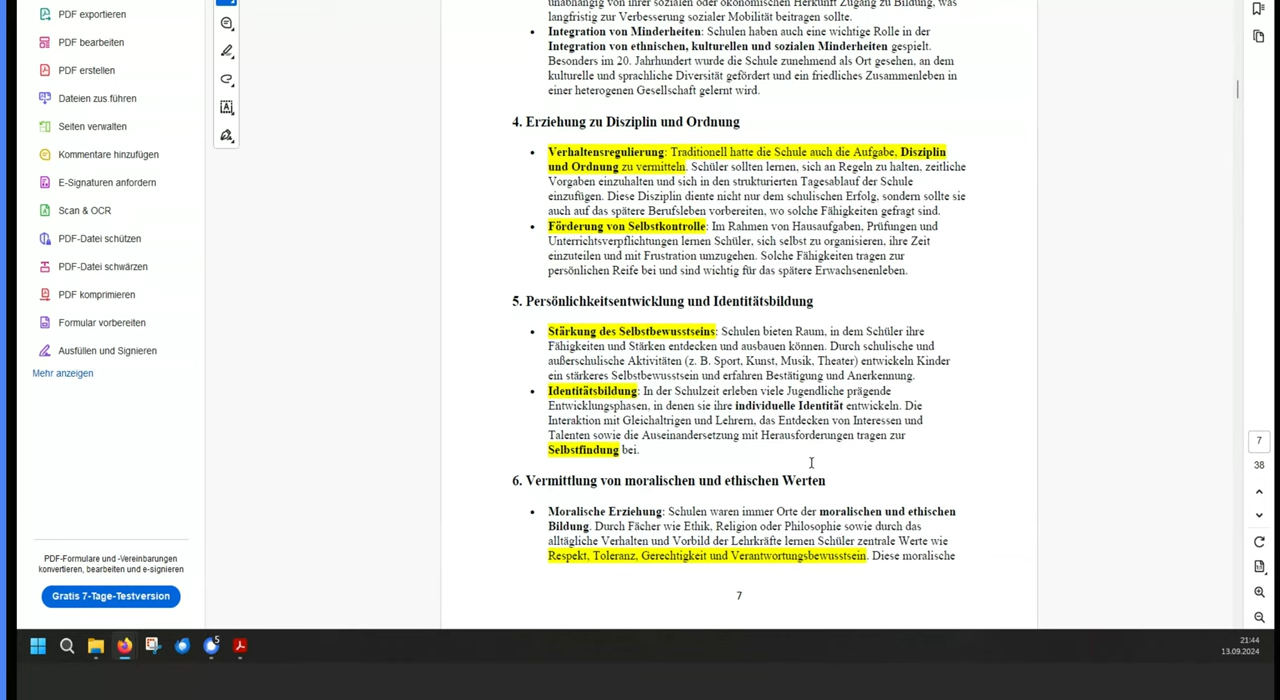 PDF exportieren
PDF bearbeiten
PDF erstellen
Dateien zus.führen
Seiten verwalten
Kommentare hinzufügen
E-Signaturen anfordern
Scan & OCR
PDF-Datei schützen
PDF-Datei schwärzen
PDF komprimieren
Formular vorbereiten
Ausfüllen und Signieren
Mehr anzeigen
PDF-Formulare und -Vereinbarungen
konvertieren, bearbeiten und e-signieren
Gratis 7-Tage-Testversion
unabhängig von ihrer sozialen oder ökonomischen Herkunft Zugang zu Bildung, was
langfristig zur Verbesserung sozialer Mobilität beitragen sollte.
• Integration von Minderheiten: Schulen haben auch eine wichtige Rolle in der
Integration von ethnischen, kulturellen und sozialen Minderheiten gespielt.
Besonders im 20. Jahrhundert wurde die Schule zunehmend als Ort gesehen, an dem
kulturelle und sprachliche Diversität gefördert und ein friedliches Zusammenleben in
einer heterogenen Gesellschaft gelernt wird.
4. Erziehung zu Disziplin und Ordnung
• Verhaltensregulierung: Traditionell hatte die Schule auch die Aufgabe, Disziplin
und Ordnung zu vermitteln. Schüler sollten lernen, sich an Regeln zu halten, zeitliche
Vorgaben einzuhalten und sich in den strukturierten Tagesablauf der Schule
einzufügen. Diese Disziplin diente nicht nur dem schulischen Erfolg, sondern sollte sie
auch auf das spätere Berufsleben vorbereiten, wo solche Fähigkeiten gefragt sind.
• Förderung von Selbstkontrolle: Im Rahmen von Hausaufgaben, Prüfungen und
Unterrichtsverpflichtungen lernen Schüler, sich selbst zu organisieren, ihre Zeit
einzuteilen und mit Frustration umzugehen. Solche Fähigkeiten tragen zur
persönlichen Reife bei und sind wichtig für das spätere Erwachsenenleben.
5. Persönlichkeitsentwicklung und Identitätsbildung
• Stärkung des Selbstbewusstseins: Schulen bieten Raum, in dem Schüler ihre
Fähigkeiten und Stärken entdecken und ausbauen können. Durch schulische und
außerschulische Aktivitäten (z. B. Sport, Kunst, Musik, Theater) entwickeln Kinder
ein stärkeres Selbstbewusstsein und erfahren Bestätigung und Anerkennung.
• Identitätsbildung: In der Schulzeit erleben viele Jugendliche prägende
Entwicklungsphasen, in denen sie ihre individuelle Identität entwickeln. Die
Interaktion mit Gleichaltrigen und Lehrern, das Entdecken von Interessen und
Talenten sowie die Auseinandersetzung mit Herausforderungen tragen zur
Selbstfindung bei.
6. Vermittlung von moralischen und ethischen Werten
• Moralische Erziehung: Schulen waren immer Orte der moralischen und ethischen
Bildung. Durch Fächer wie Ethik, Religion oder Philosophie sowie durch das
alltägliche Verhalten und Vorbild der Lehrkräfte lernen Schüler zentrale Werte wie
Respekt, Toleranz, Gerechtigkeit und Verantwortungsbewusstsein. Diese moralische
7
7
38
5
21:44
13.09.2024